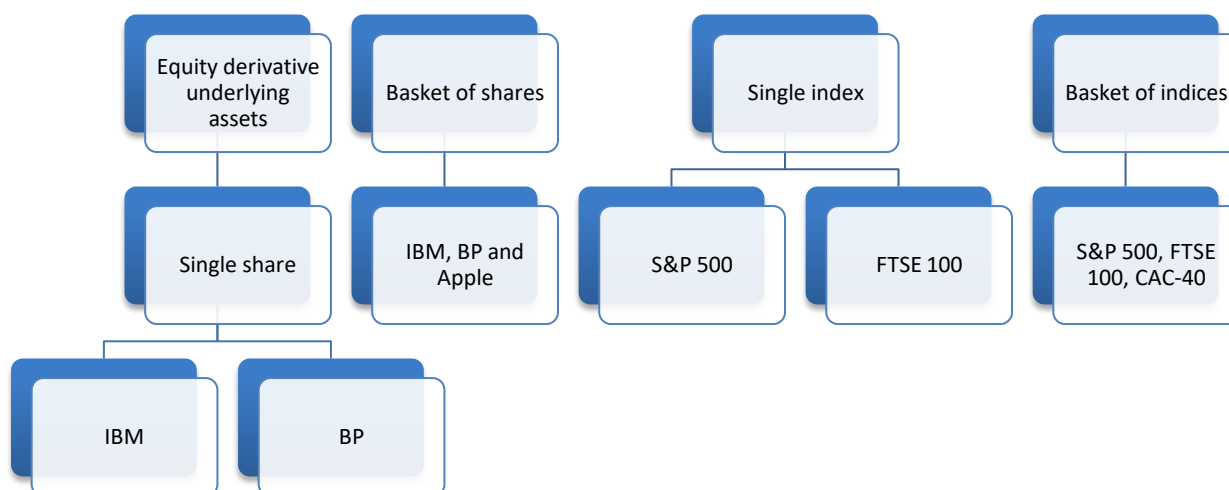 Equity derivative
underlying
assets
Basket of shares
Single index
Basket of indices
Single share
IBM, BP and
Apple
S&P 500
FTSE 100
S&P 500, FTSE
100, CAC-40
IBM
BP